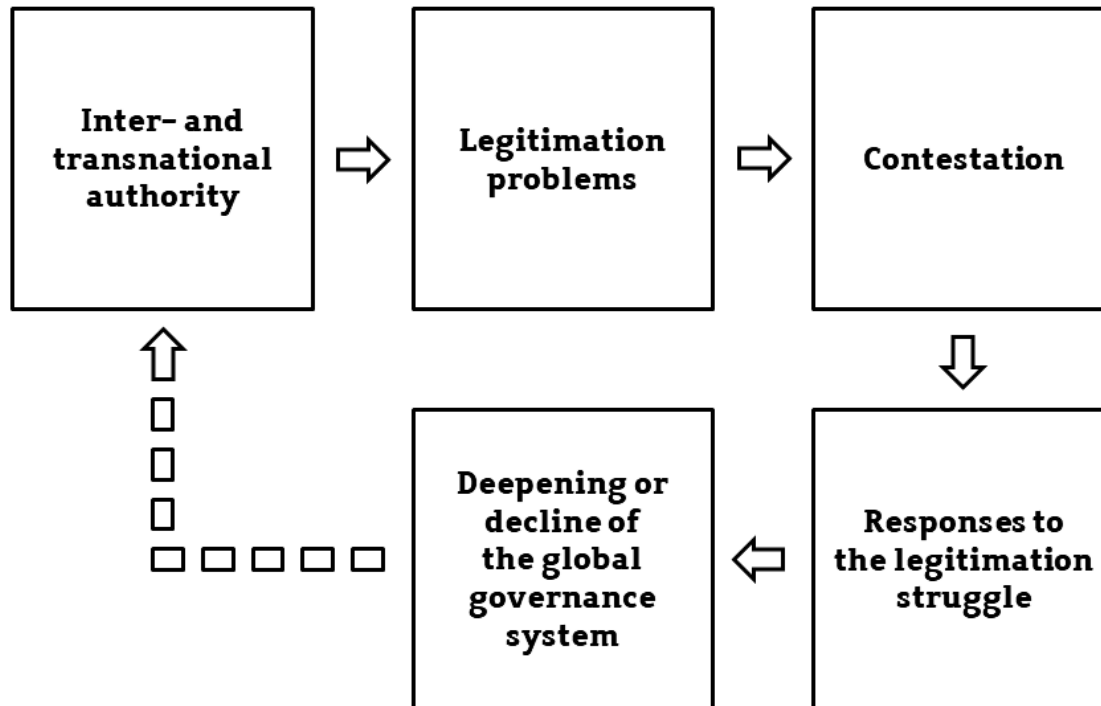 Inter– and
transnational
authority
Legitimation
problems
Contestation
Deepening or
decline of
the global
governance
system
Responses to
the legitimation
struggle